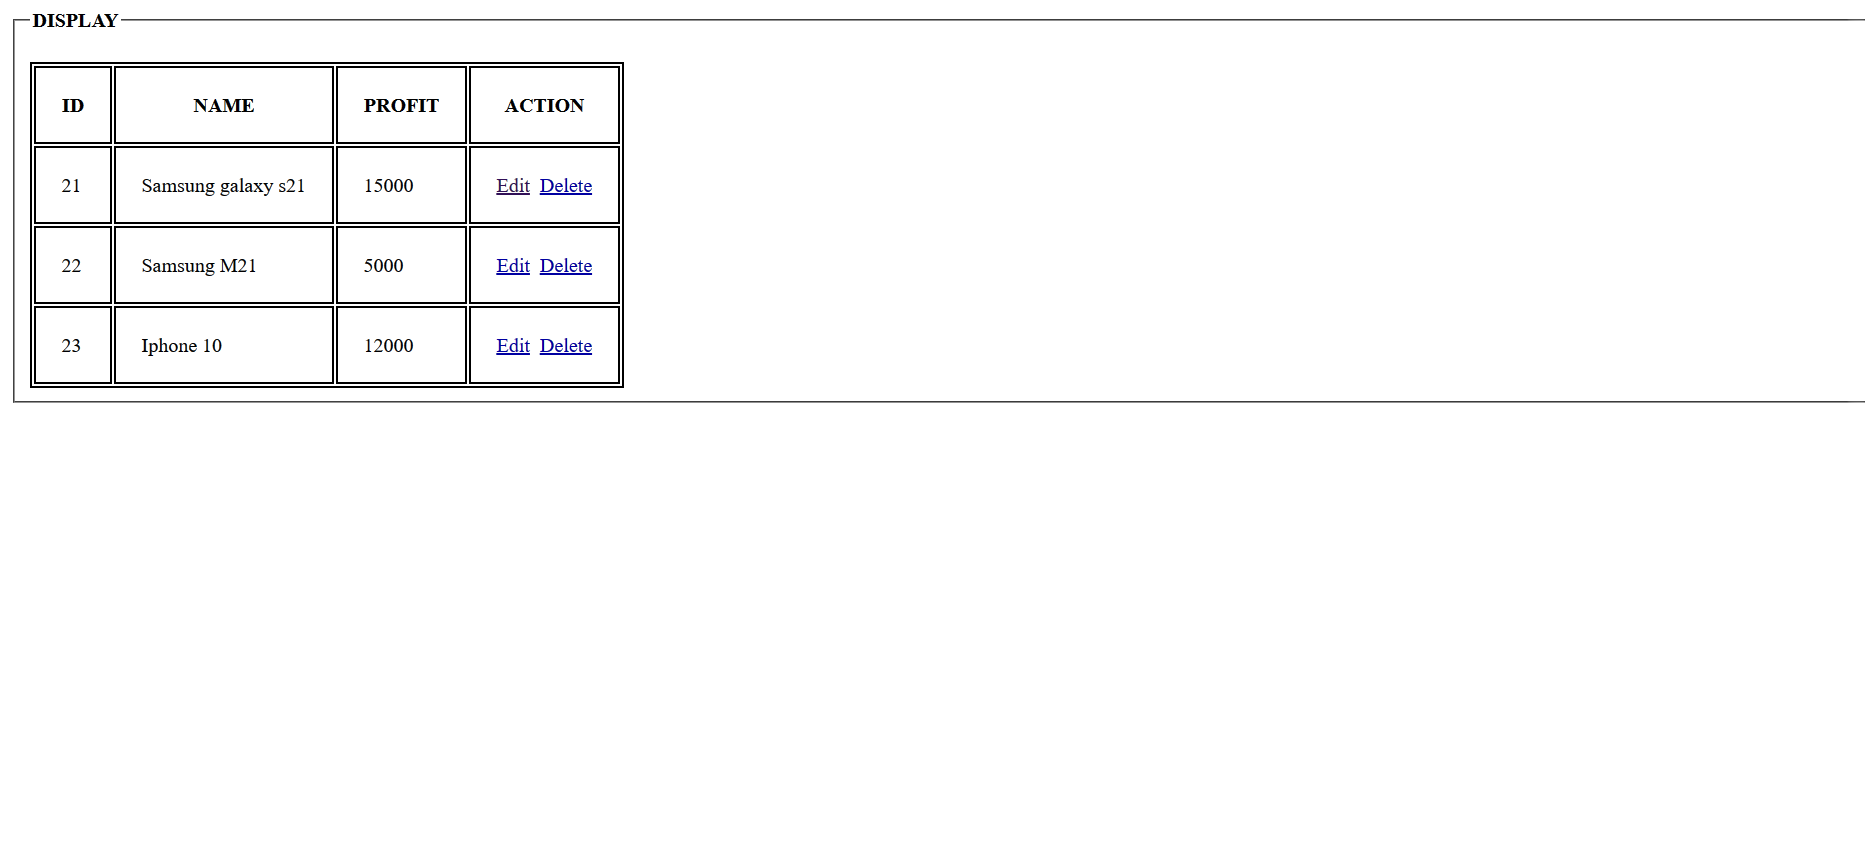 DISPLAY
ID NAME PROFIT ACTION
21 Samsung galaxy s21 15000 Edit Delete
22 Samsung M21 5000 Edit Delete
23 Iphone 10 12000 Edit Delete